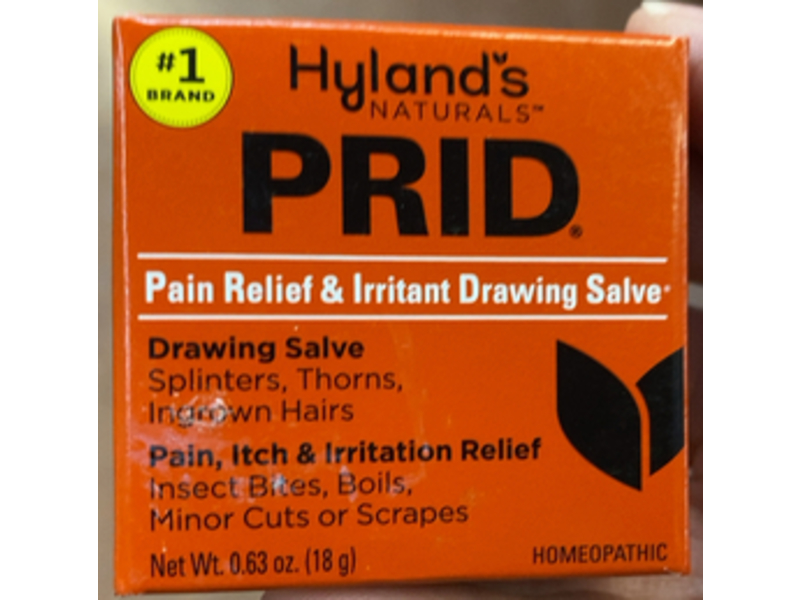 #1
BRAND
Hyland's
NATURALS™
PRID®
Pain Relief & Irritant Drawing Salve*
Drawing Salve
Splinters, Thorns,
Ingrown Hairs
Pain, Itch & Irritation Relief
Insect Bites, Boils,
Minor Cuts or Scrapes
Net Wt. 0.63 oz. (18 g)
HOMEOPATHIC